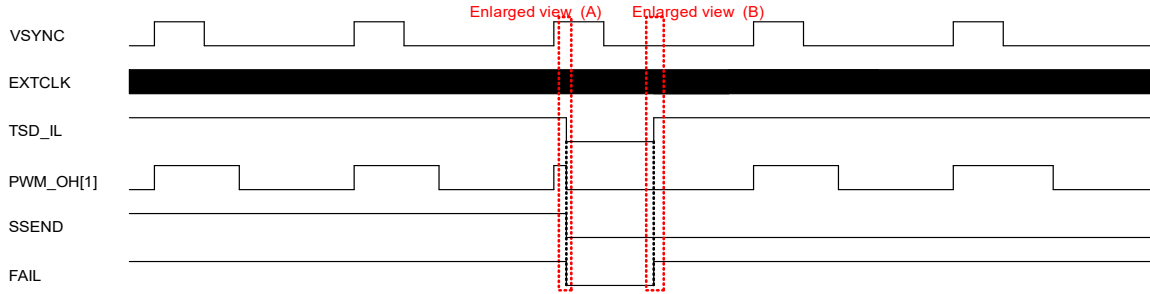 Enlarged view (A) Enlarged view (B)
VSYNC
EXTCLK
TSD_IL
PWM_OH[1]
SSEND
FAIL